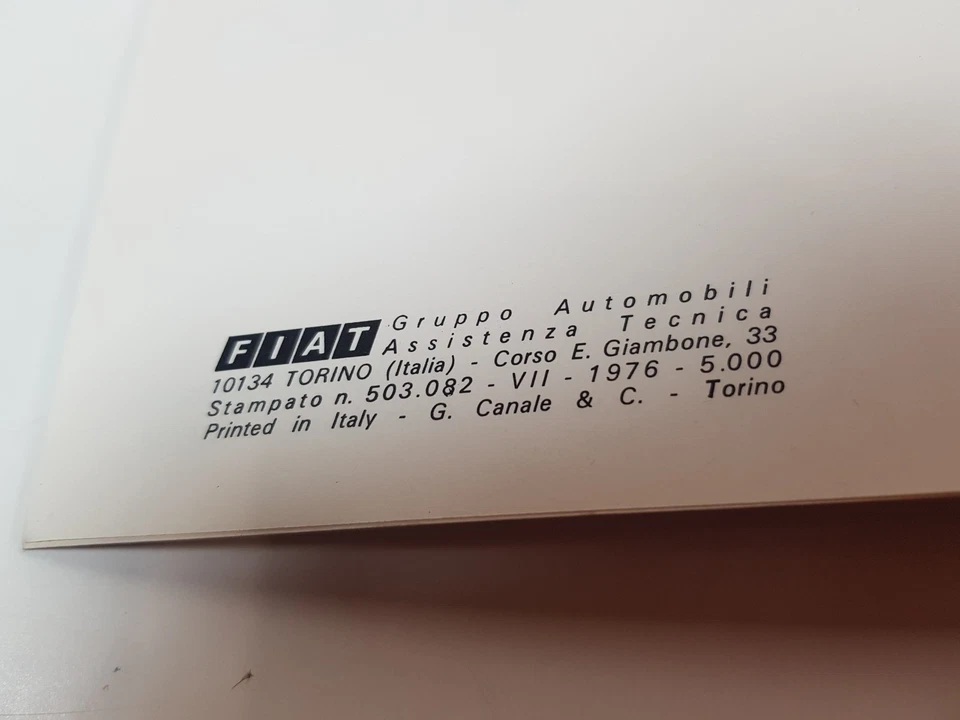 FIAT Gruppo Automobili
Assistenza Tecnica
10134 TORINO (Italia) - Corso E. Giambone, 33
Stampato n. 503.082 - VII - 1976 - 5.000
Printed in Italy - G. Canale & C. - Torino